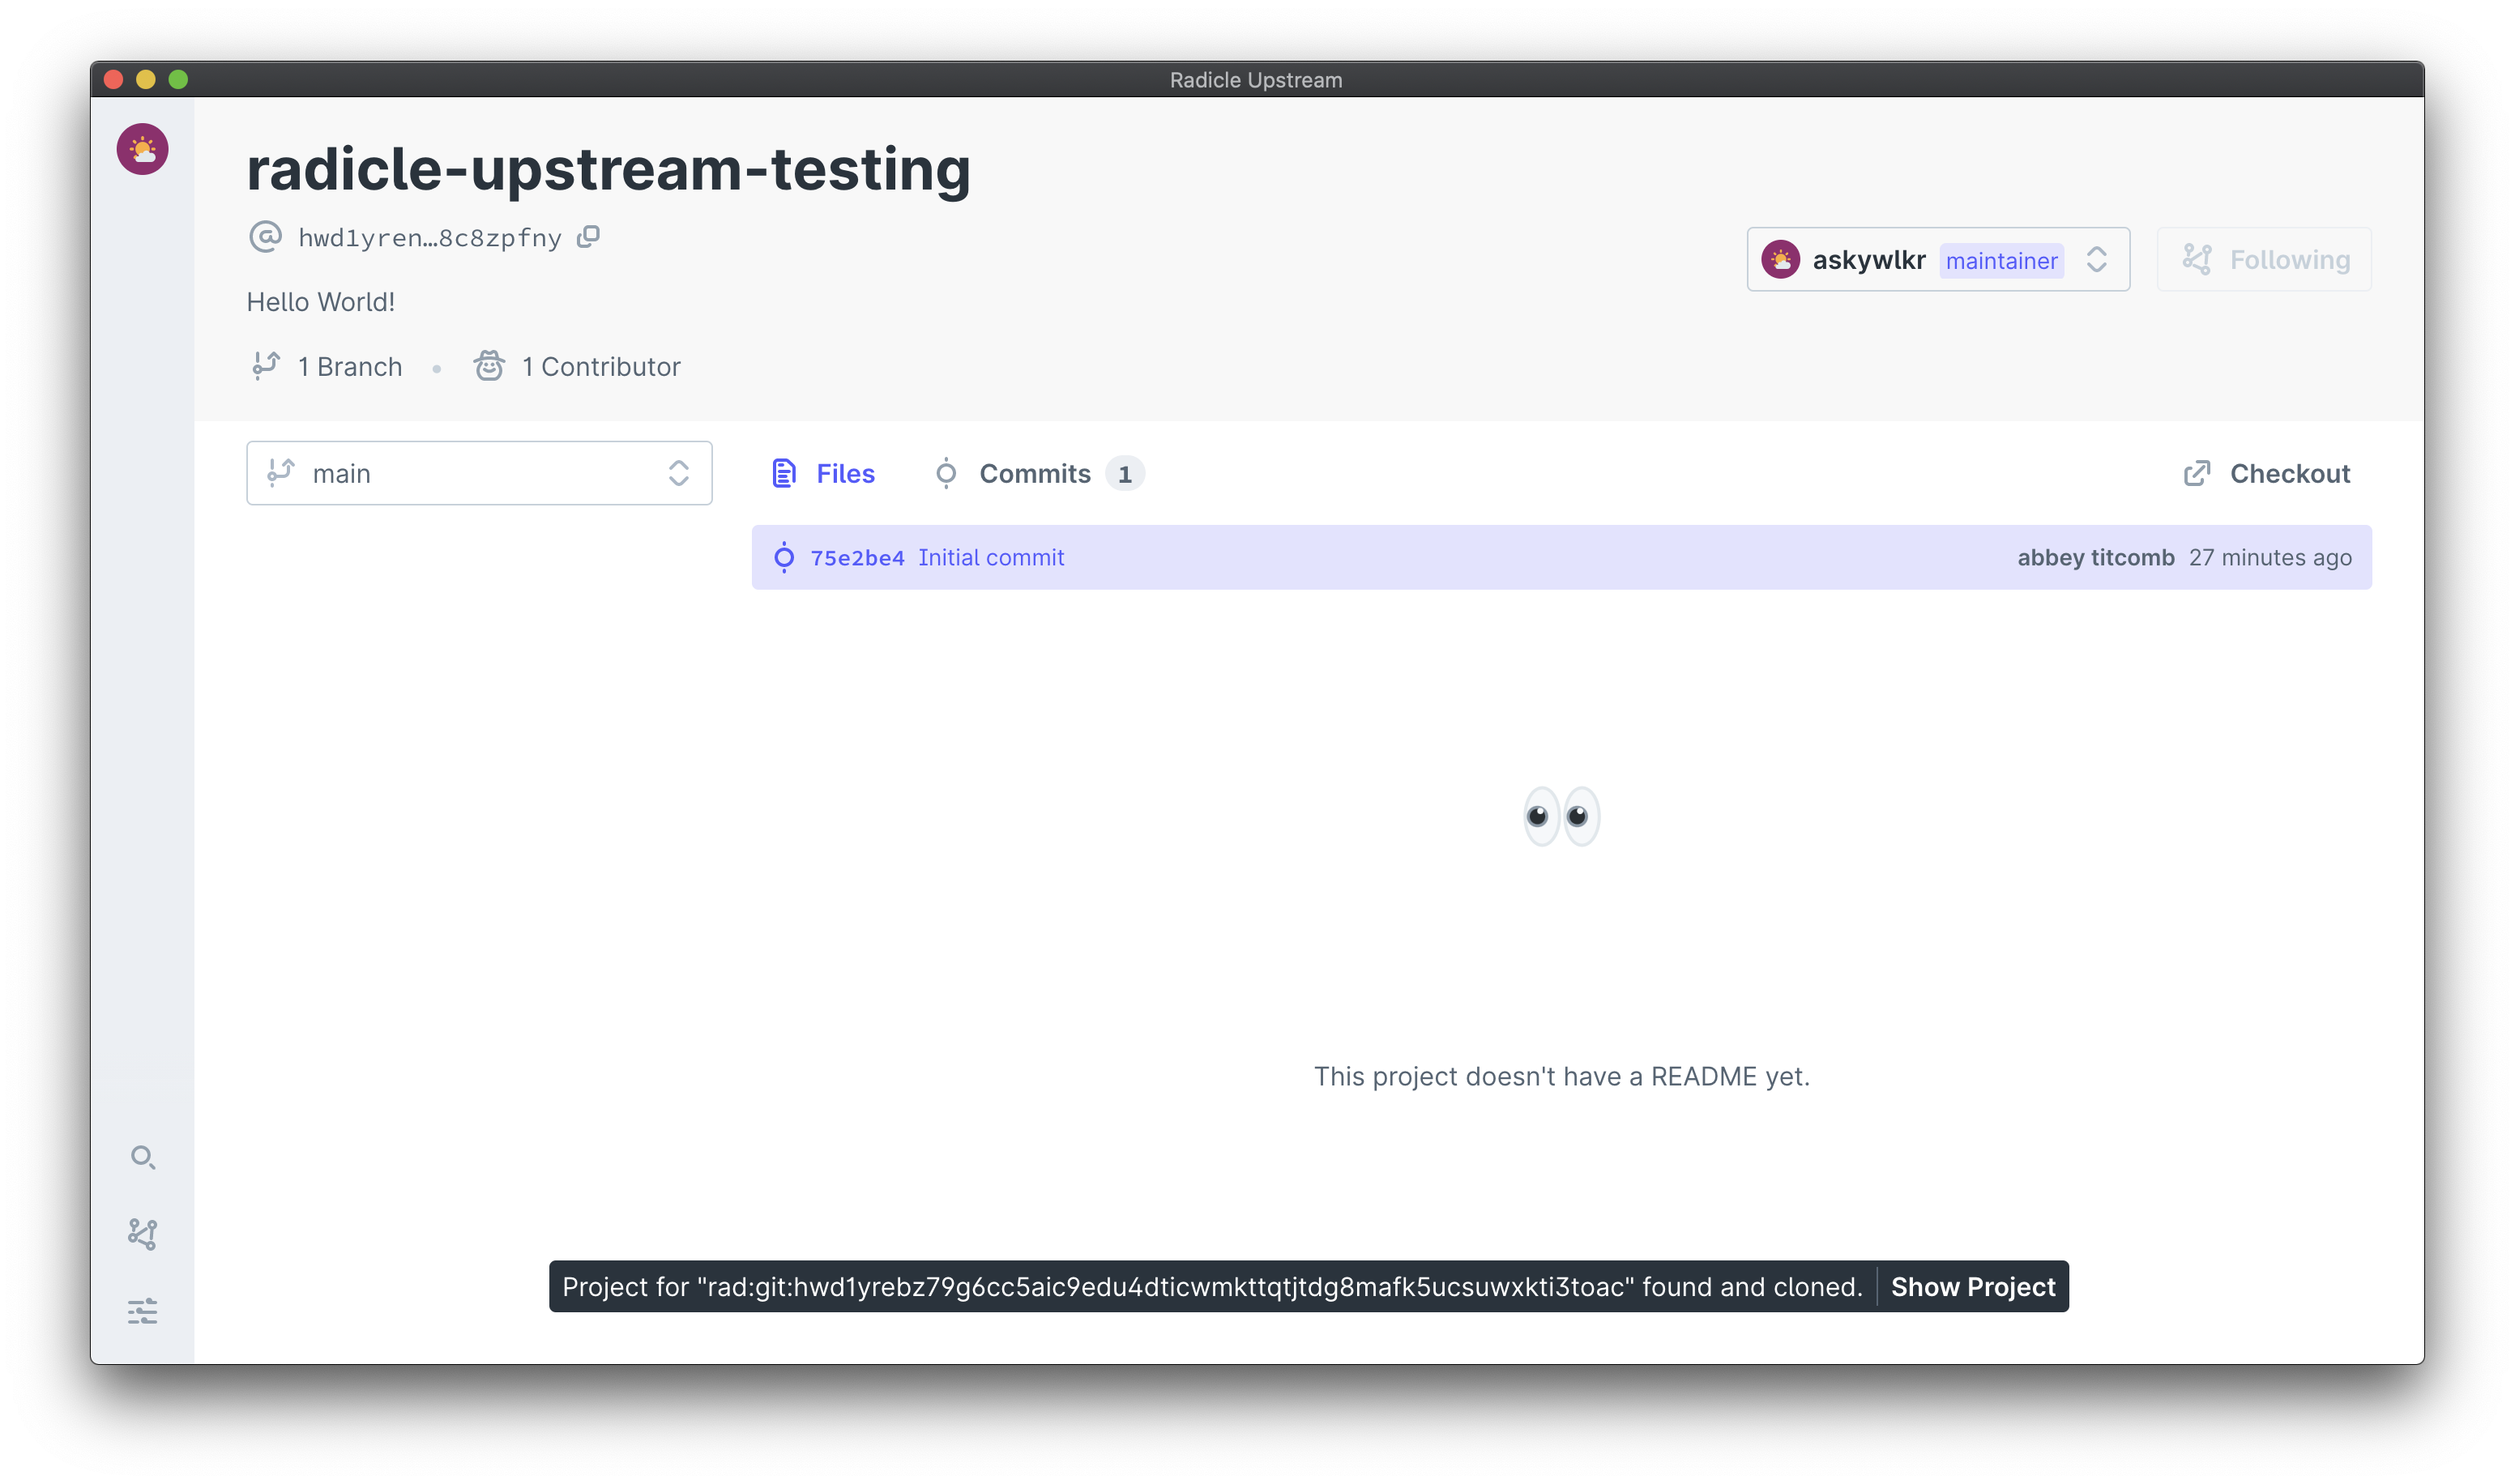 Radicle Upstream
radicle-upstream-testing
hwd1yren…8c8zpfny
askywlkr maintainer
Following
Hello World!
1 Branch • 1 Contributor
main
Files
Commits 1
Checkout
75e2be4 Initial commit
abbey titcomb 27 minutes ago
This project doesn't have a README yet.
Project for "rad:git:hwd1yrebz79g6cc5aic9edu4dticwmkttqtjtdg8mafk5ucsuwxkti3toac" found and cloned. Show Project